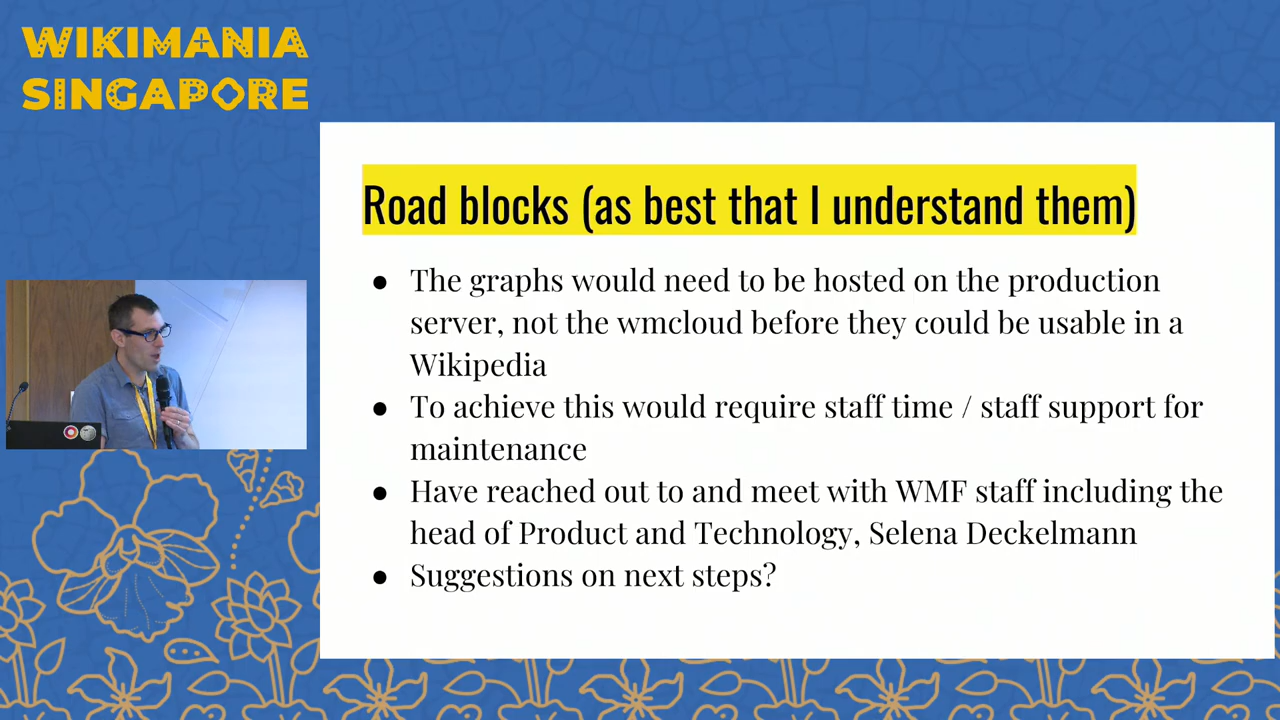 WIKIMANIA
SINGAPORE
Road blocks (as best that I understand them)
● The graphs would need to be hosted on the production
server, not the wmcloud before they could be usable in a
Wikipedia
● To achieve this would require staff time / staff support for
maintenance
● Have reached out to and meet with WMF staff including the
head of Product and Technology, Selena Deckelmann
● Suggestions on next steps?